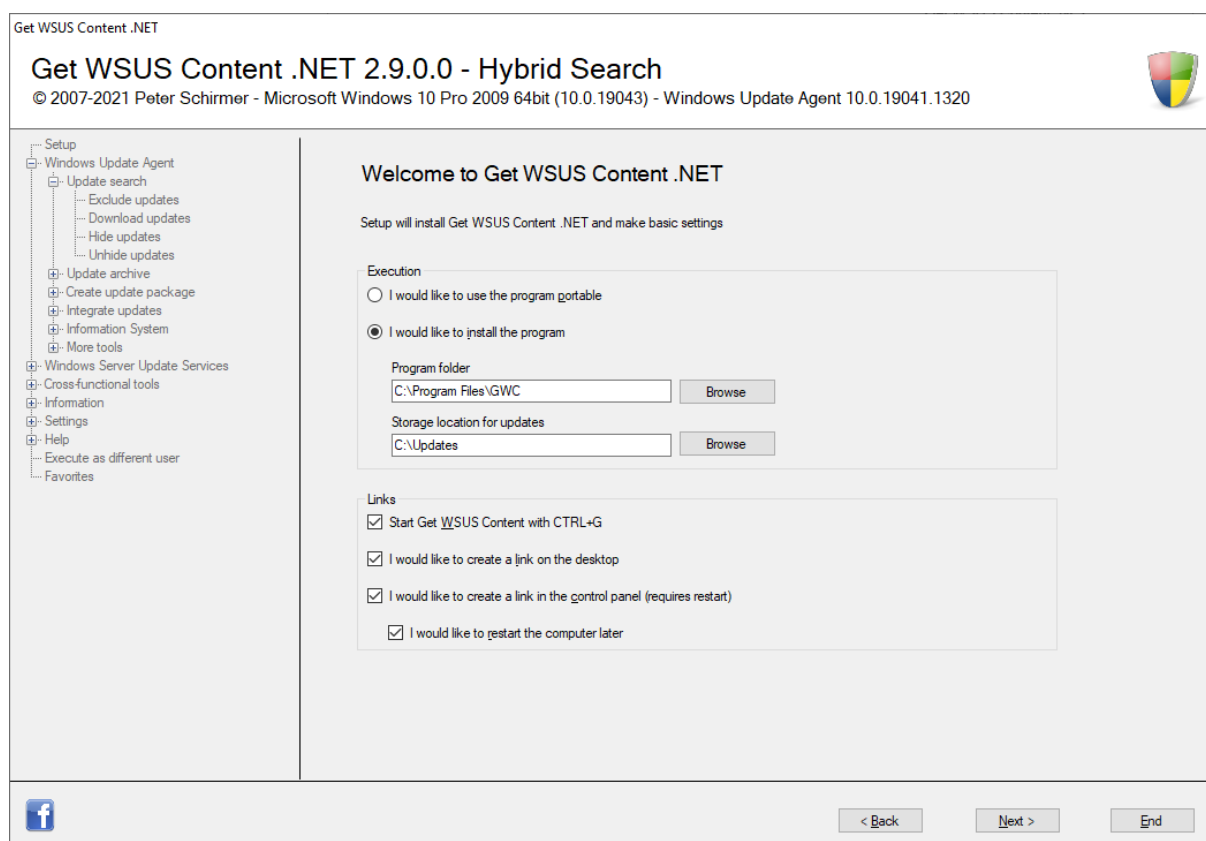 Get WSUS Content .NET
Get WSUS Content .NET 2.9.0.0 - Hybrid Search
© 2007-2021 Peter Schirmer - Microsoft Windows 10 Pro 2009 64bit (10.0.19043) - Windows Update Agent 10.0.19041.1320
Setup
Windows Update Agent
Update search
Exclude updates
Download updates
Hide updates
Unhide updates
Update archive
Create update package
Integrate updates
Information System
More tools
Windows Server Update Services
Cross-functional tools
Information
Settings
Help
Execute as different user
Favorites
Welcome to Get WSUS Content .NET
Setup will install Get WSUS Content .NET and make basic settings
Execution
I would like to use the program portable
I would like to install the program
Program folder
C:\Program Files\GWC
Browse
Storage location for updates
C:\Updates
Browse
Links
Start Get WSUS Content with CTRL+G
I would like to create a link on the desktop
I would like to create a link in the control panel (requires restart)
I would like to restart the computer later
f
< Back
Next >
End